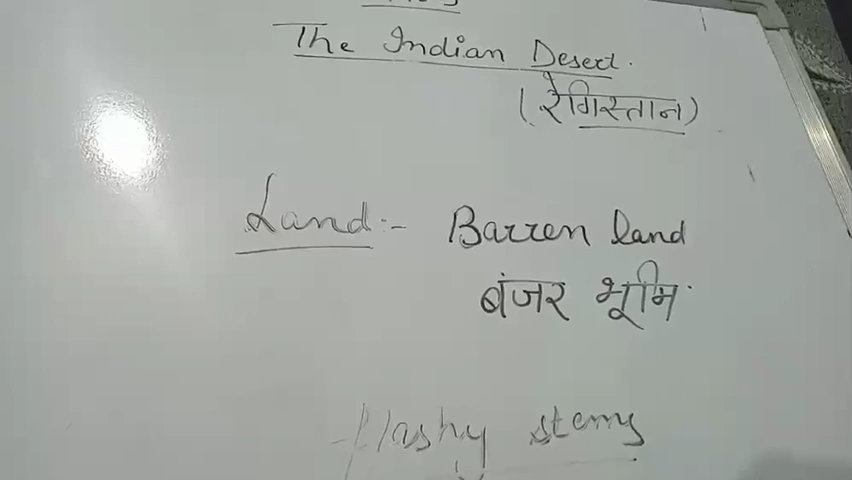 The Indian Desert.
(रेगिस्तान)
Land:- Barren land
बंजर भूमि.
flashy stems